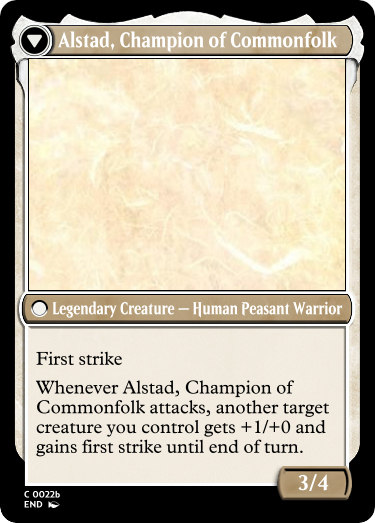 Alstad, Champion of Commonfolk
Legendary Creature — Human Peasant Warrior
First strike
Whenever Alstad, Champion of
Commonfolk attacks, another target
creature you control gets +1/+0 and
gains first strike until end of turn.
3/4
C 0022b
END